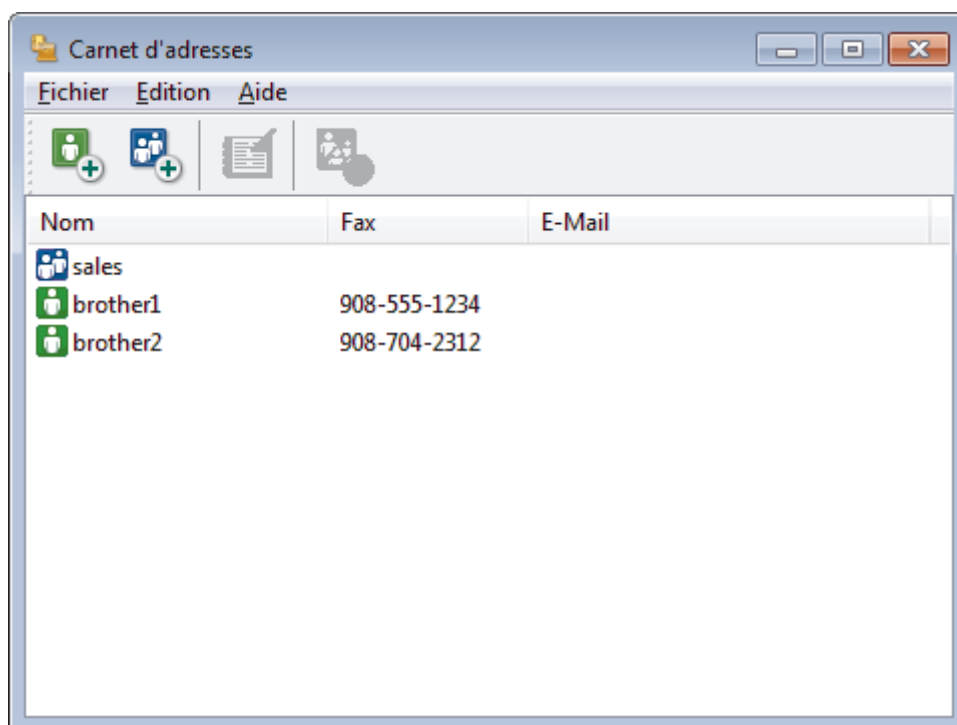 Carnet d'adresses
Fichier Edition Aide
Nom Fax E-Mail
sales
brother1 908-555-1234
brother2 908-704-2312